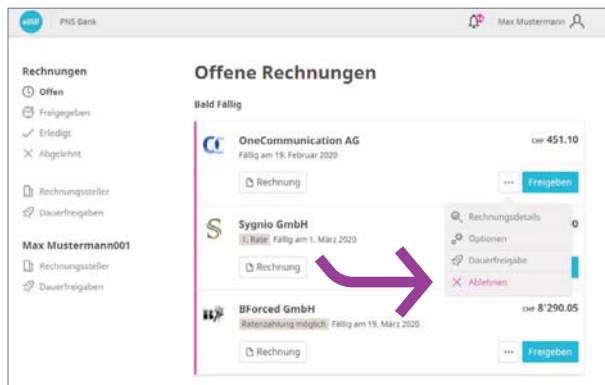 eBill PNS Bank Max Mustermann
Rechnungen
Offen
Freigegeben
Erledigt
Abgelehnt
Rechnungssteller
Dauerfreigaben
Max Mustermann001
Rechnungssteller
Dauerfreigaben
Offene Rechnungen
Bald Fällig
OneCommunication AG CHF 451.10
Fällig am 19. Februar 2020
Rechnung ... Freigeben
Rechnungsdetails
Optionen
Dauerfreigabe
Ablehnen
Sygnio GmbH 0
1. Rate Fällig am 1. März 2020
Rechnung
BForced GmbH CHF 8'290.05
Ratenzahlung möglich Fällig am 19. März 2020
Rechnung ... Freigeben